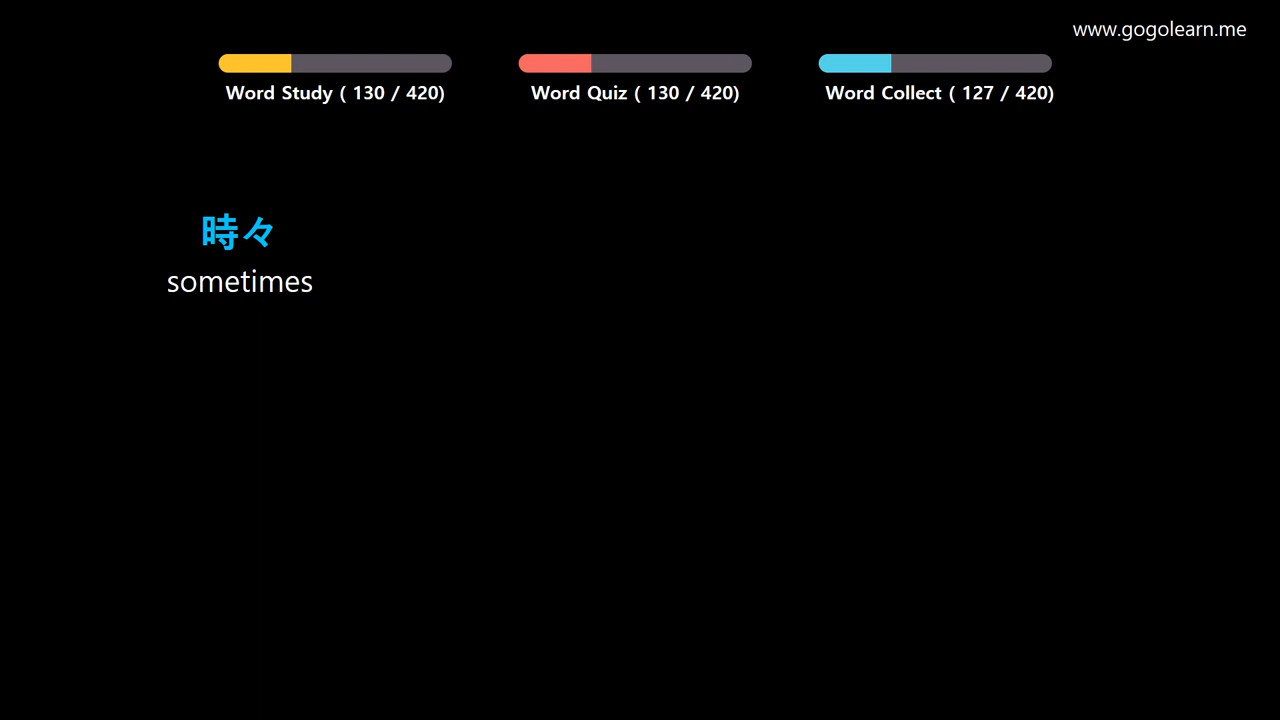 www.gogolearn.me
Word Study ( 130 / 420)
Word Quiz ( 130 / 420)
Word Collect ( 127 / 420)
時々
sometimes